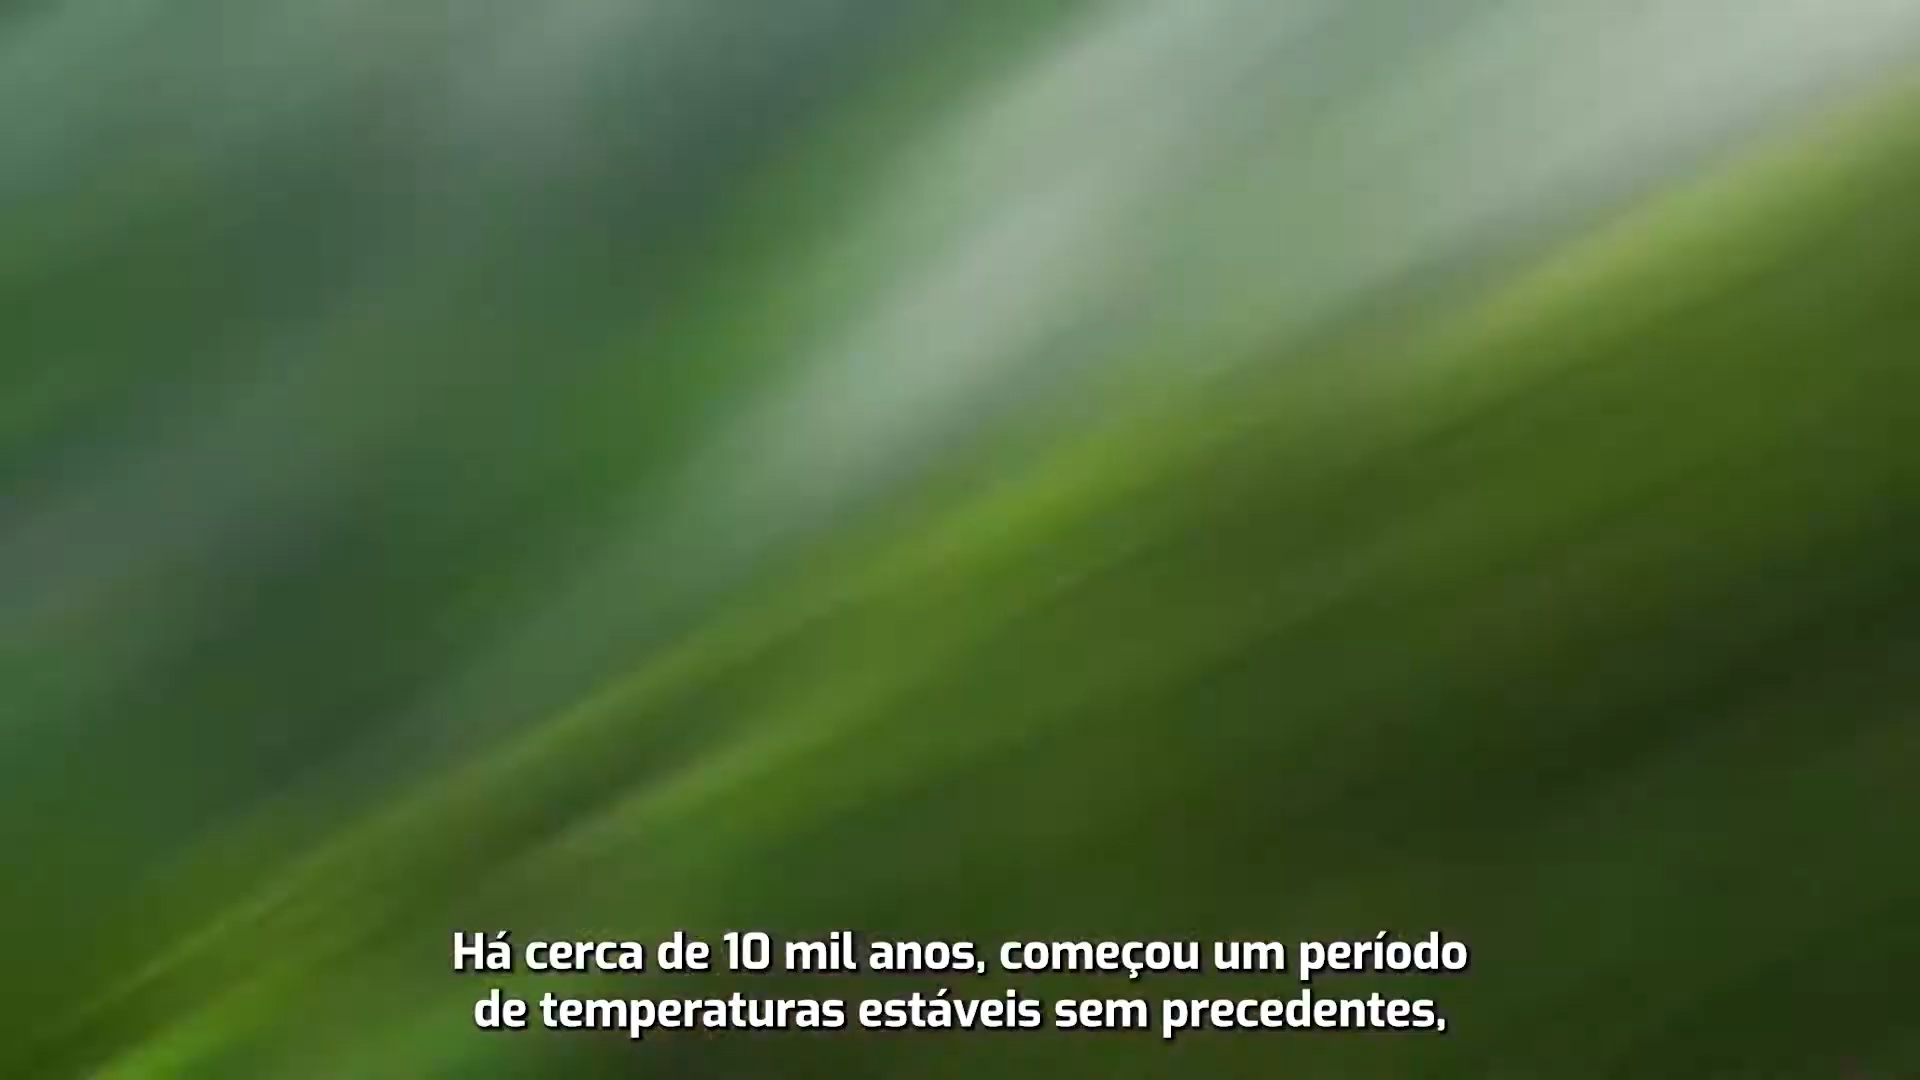 Há cerca de 10 mil anos, começou um período
de temperaturas estáveis sem precedentes,